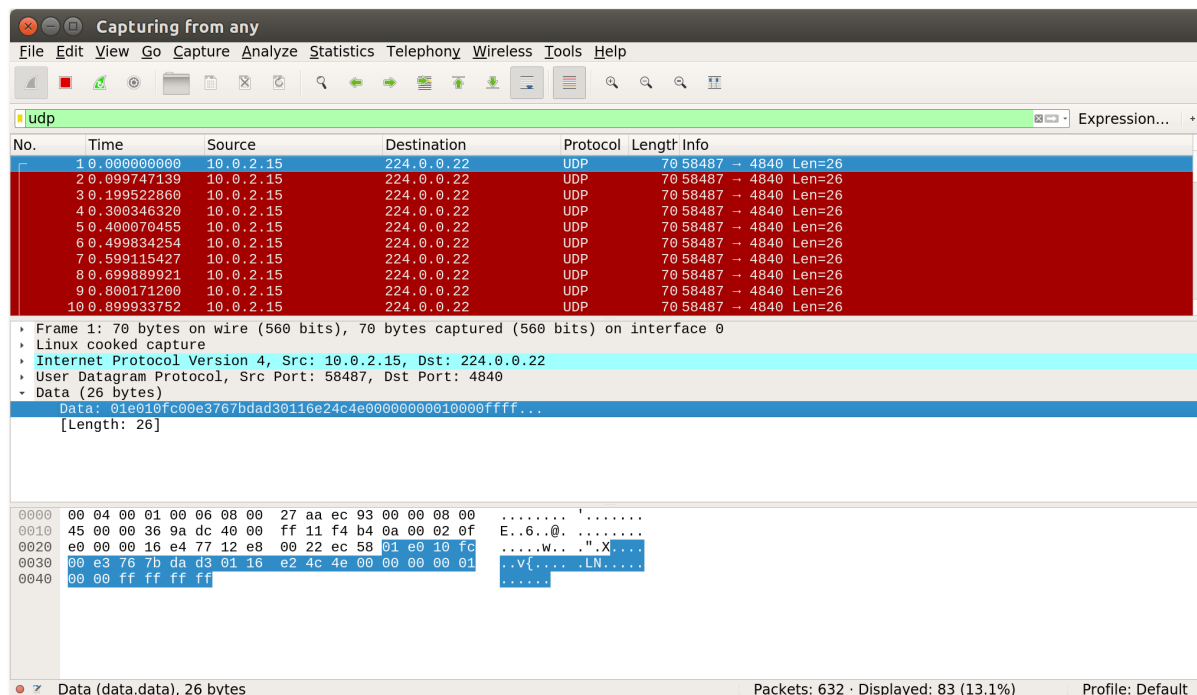 Capturing from any
File Edit View Go Capture Analyze Statistics Telephony Wireless Tools Help
udp Expression... +
No. Time Source Destination Protocol Length Info
1 0.000000000 10.0.2.15 224.0.0.22 UDP 70 58487 → 4840 Len=26
2 0.099747139 10.0.2.15 224.0.0.22 UDP 70 58487 → 4840 Len=26
3 0.199522860 10.0.2.15 224.0.0.22 UDP 70 58487 → 4840 Len=26
4 0.300346320 10.0.2.15 224.0.0.22 UDP 70 58487 → 4840 Len=26
5 0.400070455 10.0.2.15 224.0.0.22 UDP 70 58487 → 4840 Len=26
6 0.499834254 10.0.2.15 224.0.0.22 UDP 70 58487 → 4840 Len=26
7 0.599115427 10.0.2.15 224.0.0.22 UDP 70 58487 → 4840 Len=26
8 0.699889921 10.0.2.15 224.0.0.22 UDP 70 58487 → 4840 Len=26
9 0.800171200 10.0.2.15 224.0.0.22 UDP 70 58487 → 4840 Len=26
10 0.899933752 10.0.2.15 224.0.0.22 UDP 70 58487 → 4840 Len=26
Frame 1: 70 bytes on wire (560 bits), 70 bytes captured (560 bits) on interface 0
Linux cooked capture
Internet Protocol Version 4, Src: 10.0.2.15, Dst: 224.0.0.22
User Datagram Protocol, Src Port: 58487, Dst Port: 4840
Data (26 bytes)
Data: 01e010fc00e3767bdad30116e24c4e00000000010000ffff...
[Length: 26]
0000 00 04 00 01 00 06 08 00 27 aa ec 93 00 00 08 00 ........ '.......
0010 45 00 00 36 9a dc 40 00 ff 11 f4 b4 0a 00 02 0f E..6..@. ........
0020 e0 00 00 16 e4 77 12 e8 00 22 ec 58 01 e0 10 fc .....w.. .".X....
0030 00 e3 76 7b da d3 01 16 e2 4c 4e 00 00 00 00 01 ..v{.... .LN.....
0040 00 00 ff ff ff ff ......
Data (data.data), 26 bytes Packets: 632 · Displayed: 83 (13.1%) Profile: Default